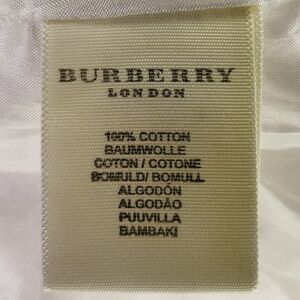 BURBERRY
LONDON
100% COTTON
BAUMWOLLE
COTON / COTONE
BOMULD/ BOMULL
ALGODÓN
ALGODÃO
PUUVILLA
BAMBAKI